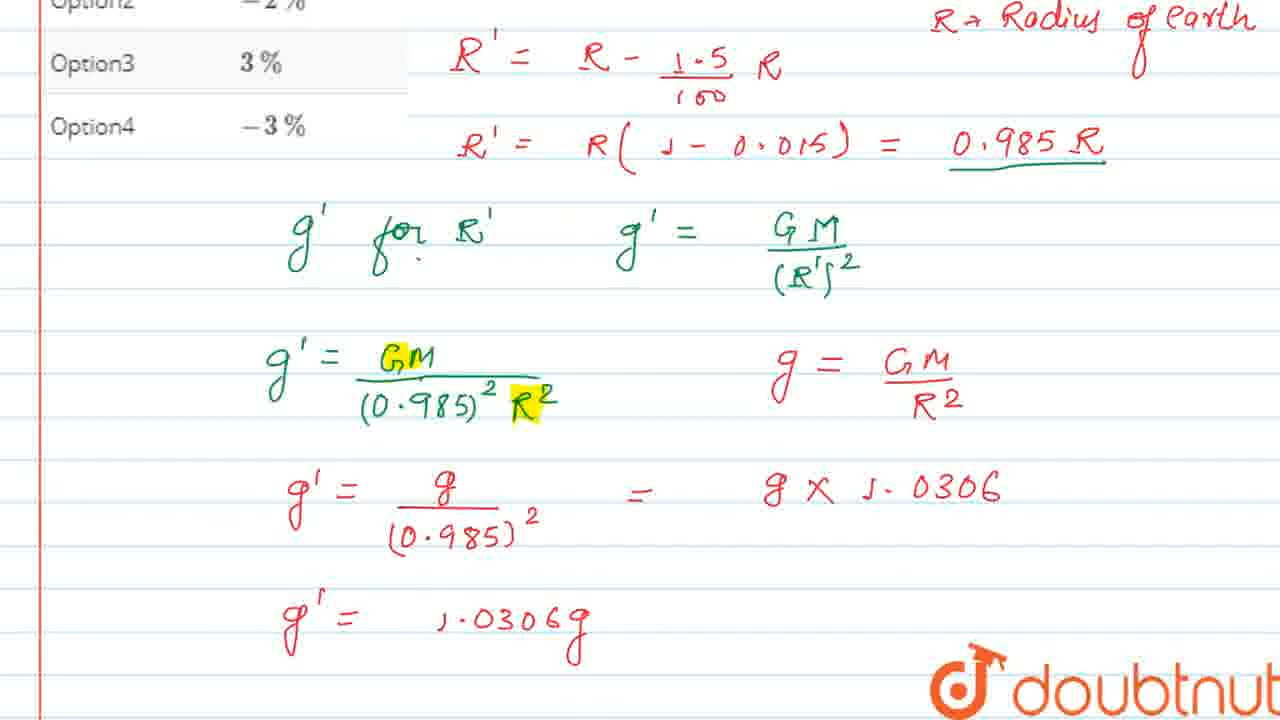 Option2 −2 %
R → Radius of earth
Option3 3 %
R' = R - 1.5/100 R
Option4 −3 %
R' = R(1 - 0.015) = 0.985 R
g' for R' g' = GM/(R')²
g' = GM/(0.985)² R² g = GM/R²
g' = g/(0.985)² = g × 1.0306
g' = 1.0306g
doubtnut